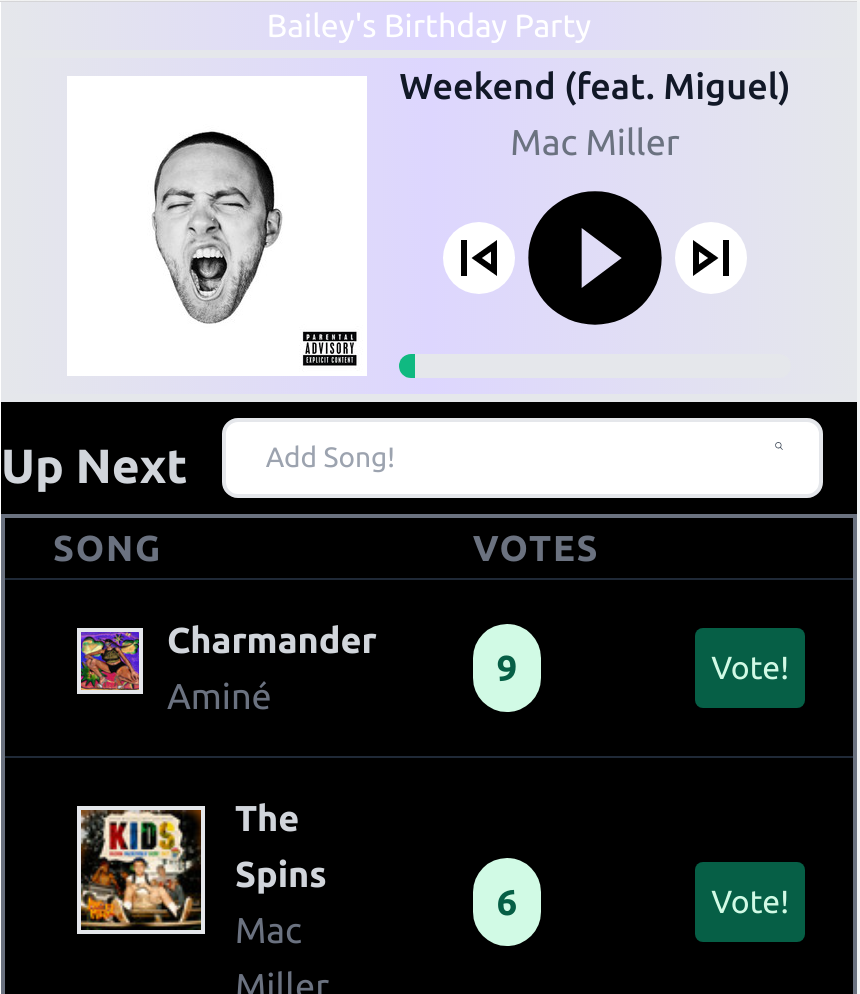 Bailey's Birthday Party
Weekend (feat. Miguel)
Mac Miller
PARENTAL
ADVISORY
EXPLICIT CONTENT
Up Next
Add Song!
SONG
VOTES
Charmander
Aminé
9
Vote!
KIDS
The
Spins
Mac
Miller
6
Vote!